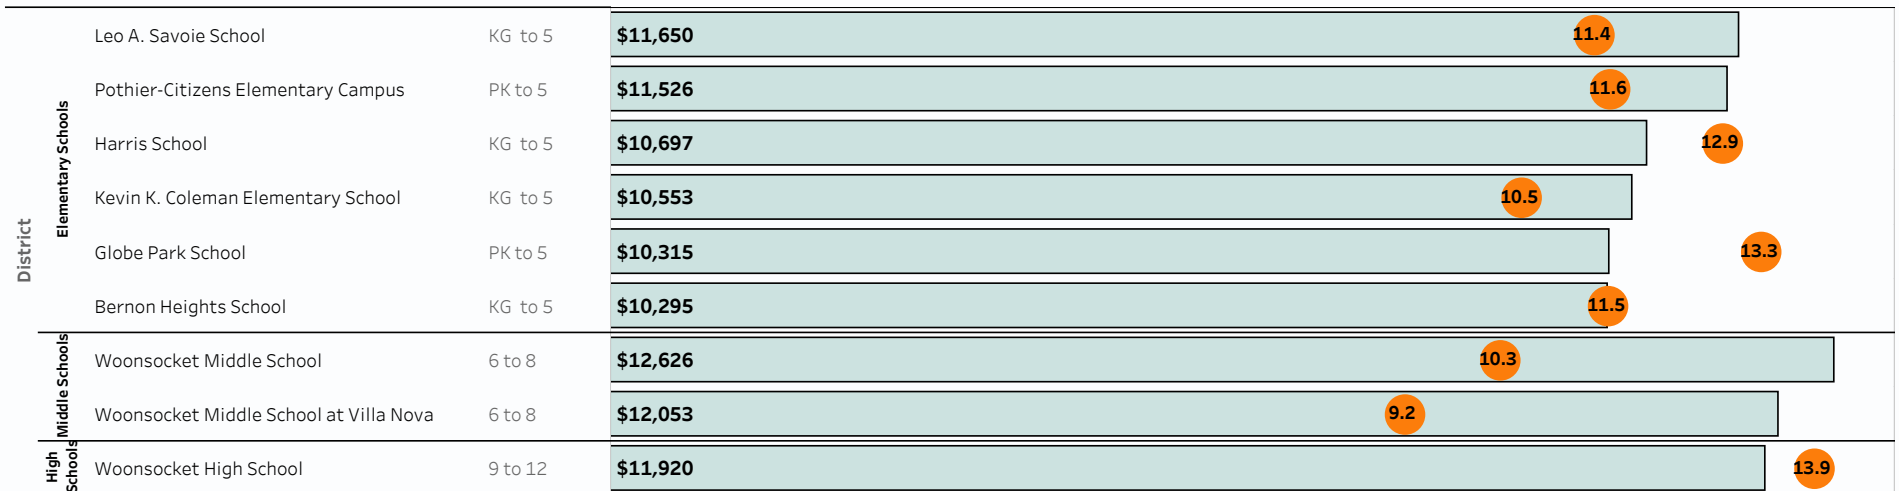 District
Elementary Schools
Leo A. Savoie School KG to 5 $11,650 11.4
Pothier-Citizens Elementary Campus PK to 5 $11,526 11.6
Harris School KG to 5 $10,697 12.9
Kevin K. Coleman Elementary School KG to 5 $10,553 10.5
Globe Park School PK to 5 $10,315 13.3
Bernon Heights School KG to 5 $10,295 11.5
Middle Schools
Woonsocket Middle School 6 to 8 $12,626 10.3
Woonsocket Middle School at Villa Nova 6 to 8 $12,053 9.2
High
Schools
Woonsocket High School 9 to 12 $11,920 13.9